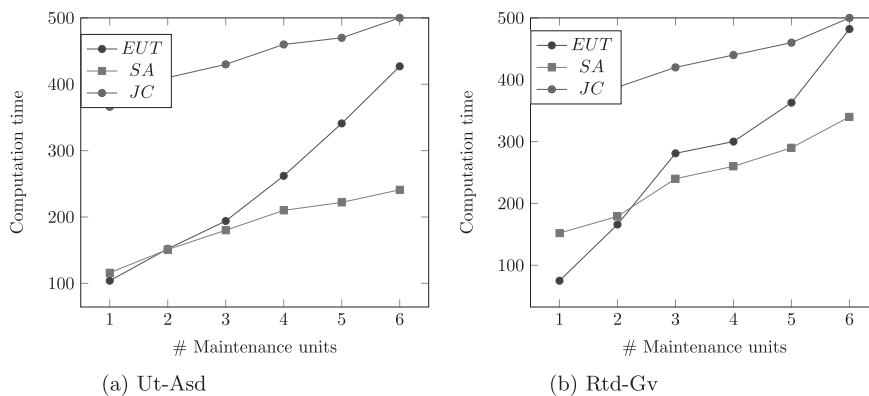 500
400
300
200
100
Computation time
EUT
SA
JC
1 2 3 4 5 6
# Maintenance units
(a) Ut-Asd
500
400
300
200
100
Computation time
EUT
SA
JC
1 2 3 4 5 6
# Maintenance units
(b) Rtd-Gv